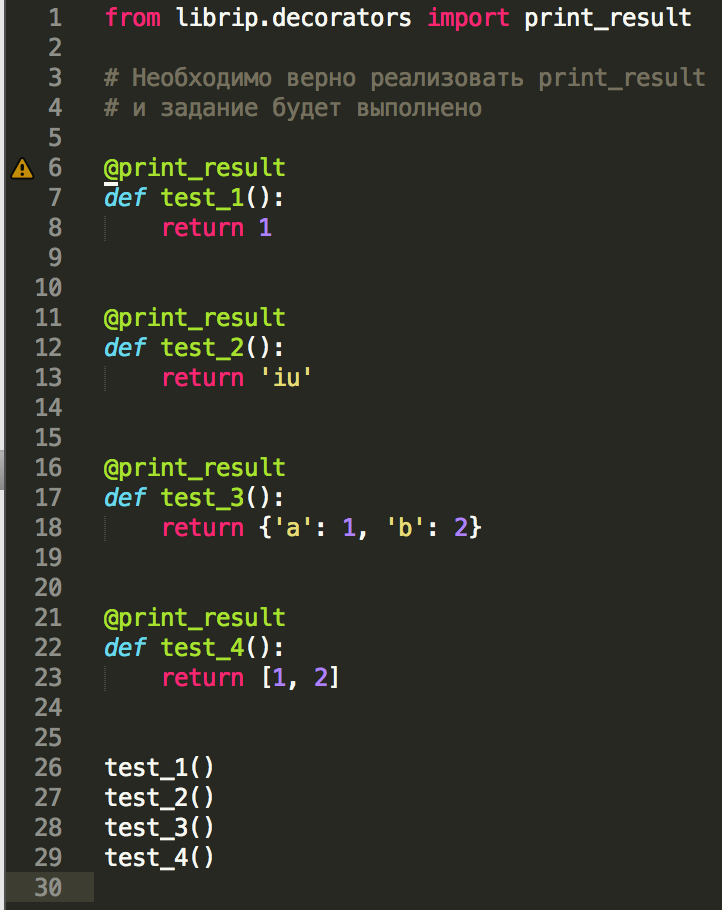 1 from librip.decorators import print_result
2
3 # Необходимо верно реализовать print_result
4 # и задание будет выполнено
5
6 @print_result
7 def test_1():
8     return 1
9
10
11 @print_result
12 def test_2():
13     return 'iu'
14
15
16 @print_result
17 def test_3():
18     return {'a': 1, 'b': 2}
19
20
21 @print_result
22 def test_4():
23     return [1, 2]
24
25
26 test_1()
27 test_2()
28 test_3()
29 test_4()
30